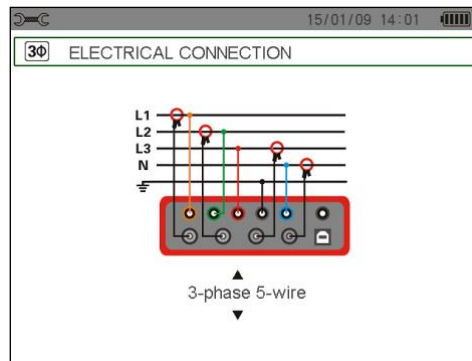 15/01/09 14:01
3Φ ELECTRICAL CONNECTION
L1
L2
L3
N
3-phase 5-wire